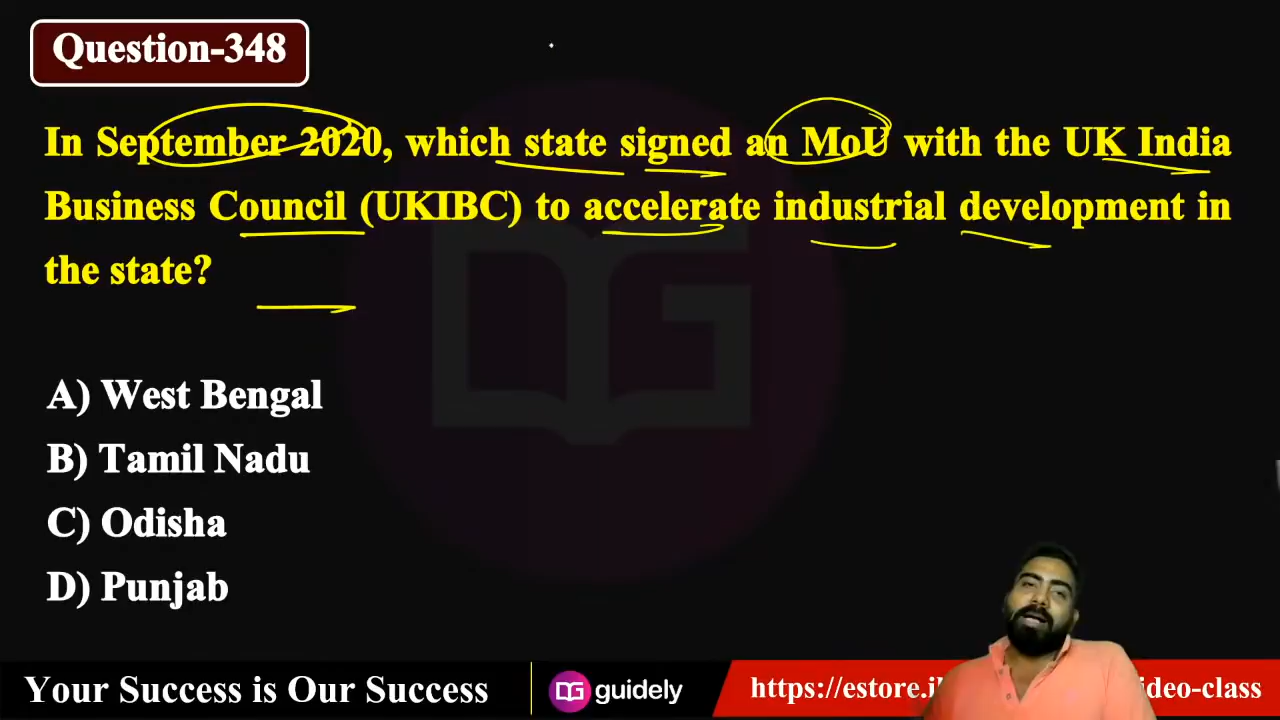 Question-348
In September 2020, which state signed an MoU with the UK India
Business Council (UKIBC) to accelerate industrial development in
the state?
A) West Bengal
B) Tamil Nadu
C) Odisha
D) Punjab
Your Success is Our Success
DG guidely
https://estore.i
ideo-class